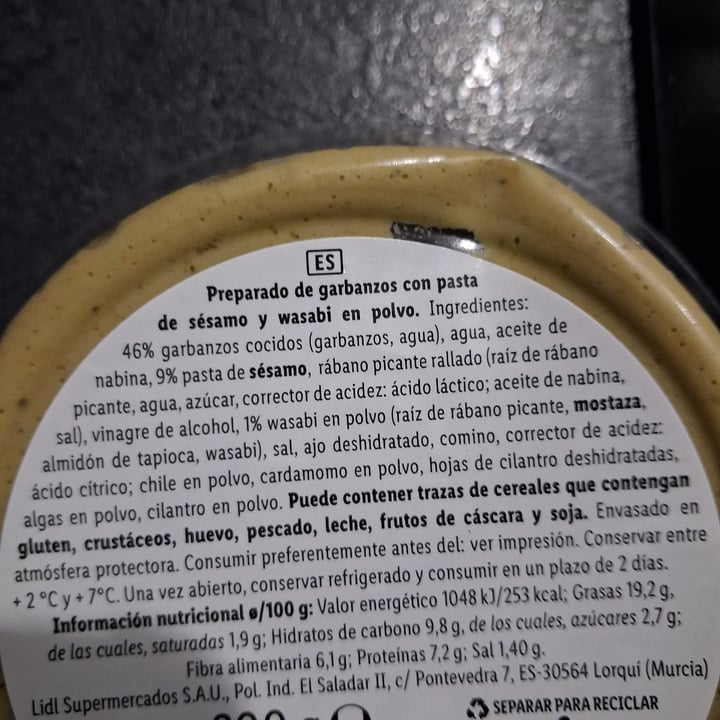 ES
Preparado de garbanzos con pasta
de sésamo y wasabi en polvo. Ingredientes:
46% garbanzos cocidos (garbanzos, agua), agua, aceite de
nabina, 9% pasta de sésamo, rábano picante rallado (raíz de rábano
picante, agua, azúcar, corrector de acidez: ácido láctico; aceite de nabina,
sal), vinagre de alcohol, 1% wasabi en polvo (raíz de rábano picante, mostaza,
almidón de tapioca, wasabi), sal, ajo deshidratado, comino, corrector de acidez:
ácido cítrico; chile en polvo, cardamomo en polvo, hojas de cilantro deshidratadas,
algas en polvo, cilantro en polvo. Puede contener trazas de cereales que contengan
gluten, crustáceos, huevo, pescado, leche, frutos de cáscara y soja. Envasado en
atmósfera protectora. Consumir preferentemente antes del: ver impresión. Conservar entre
+ 2 °C y + 7°C. Una vez abierto, conservar refrigerado y consumir en un plazo de 2 días.
Información nutricional ø/100 g: Valor energético 1048 kJ/253 kcal; Grasas 19,2 g,
de las cuales, saturadas 1,9 g; Hidratos de carbono 9,8 g, de los cuales, azúcares 2,7 g;
Fibra alimentaria 6,1 g; Proteínas 7,2 g; Sal 1,40 g.
Lidl Supermercados S.A.U., Pol. Ind. El Saladar II, c/ Pontevedra 7, ES-30564 Lorquí (Murcia)
SEPARAR PARA RECICLAR